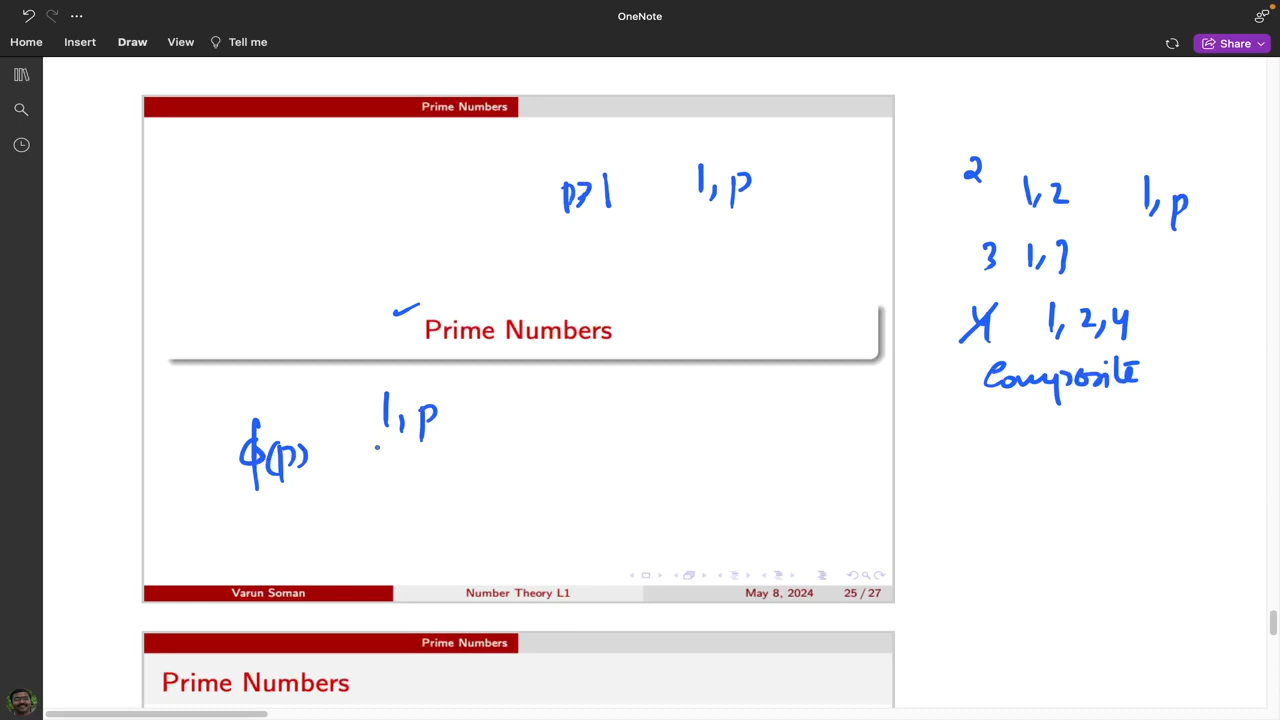 OneNote
Home Insert Draw View Tell me
Share
Prime Numbers
p>1 1, p
Prime Numbers
1, p
ϕ(p)
Varun Soman Number Theory L1 May 8, 2024 25 / 27
Prime Numbers
Prime Numbers
2
1, 2 1, p
3 1, 3
4 1, 2, 4
Composite